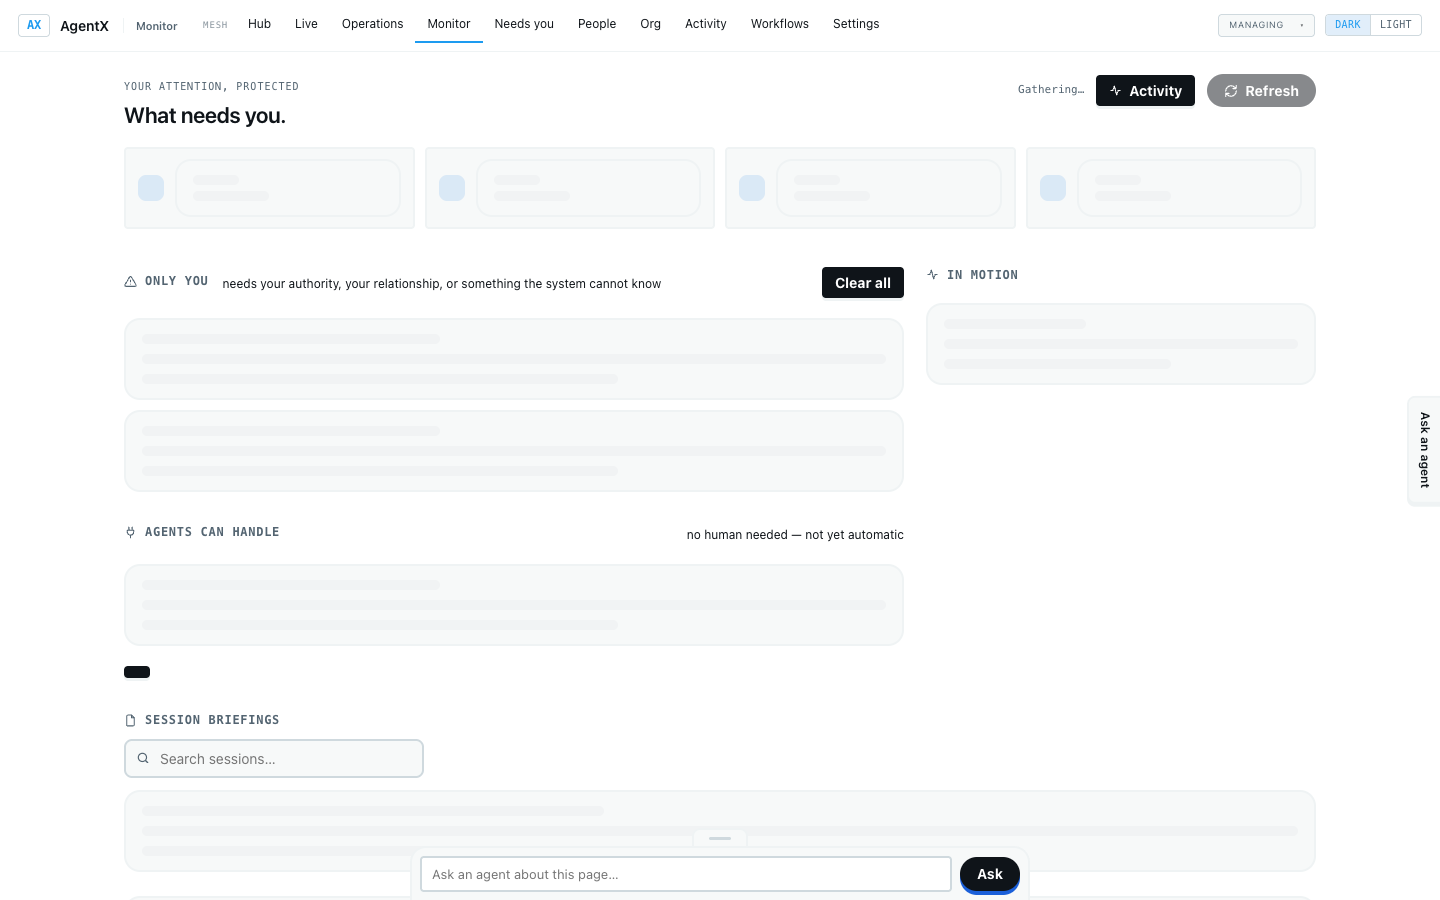 AX AgentX Monitor MESH Hub Live Operations Monitor Needs you People Org Activity Workflows Settings MANAGING DARK LIGHT
YOUR ATTENTION, PROTECTED
What needs you.
Gathering… Activity Refresh
ONLY YOU needs your authority, your relationship, or something the system cannot know Clear all
IN MOTION
Ask an agent
AGENTS CAN HANDLE no human needed — not yet automatic
SESSION BRIEFINGS
Search sessions…
Ask an agent about this page… Ask